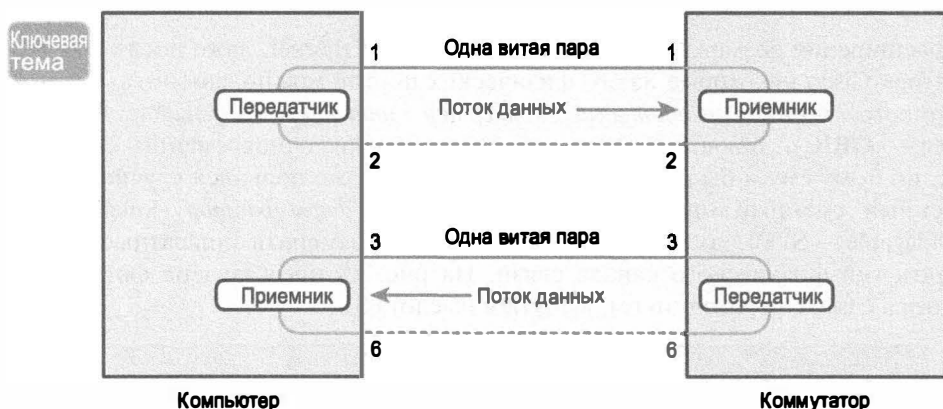 Ключевая
тема
1 Одна витая пара 1
Передатчик Поток данных Приемник
2 2
3 Одна витая пара 3
Приемник Поток данных Передатчик
6 6
Компьютер Коммутатор